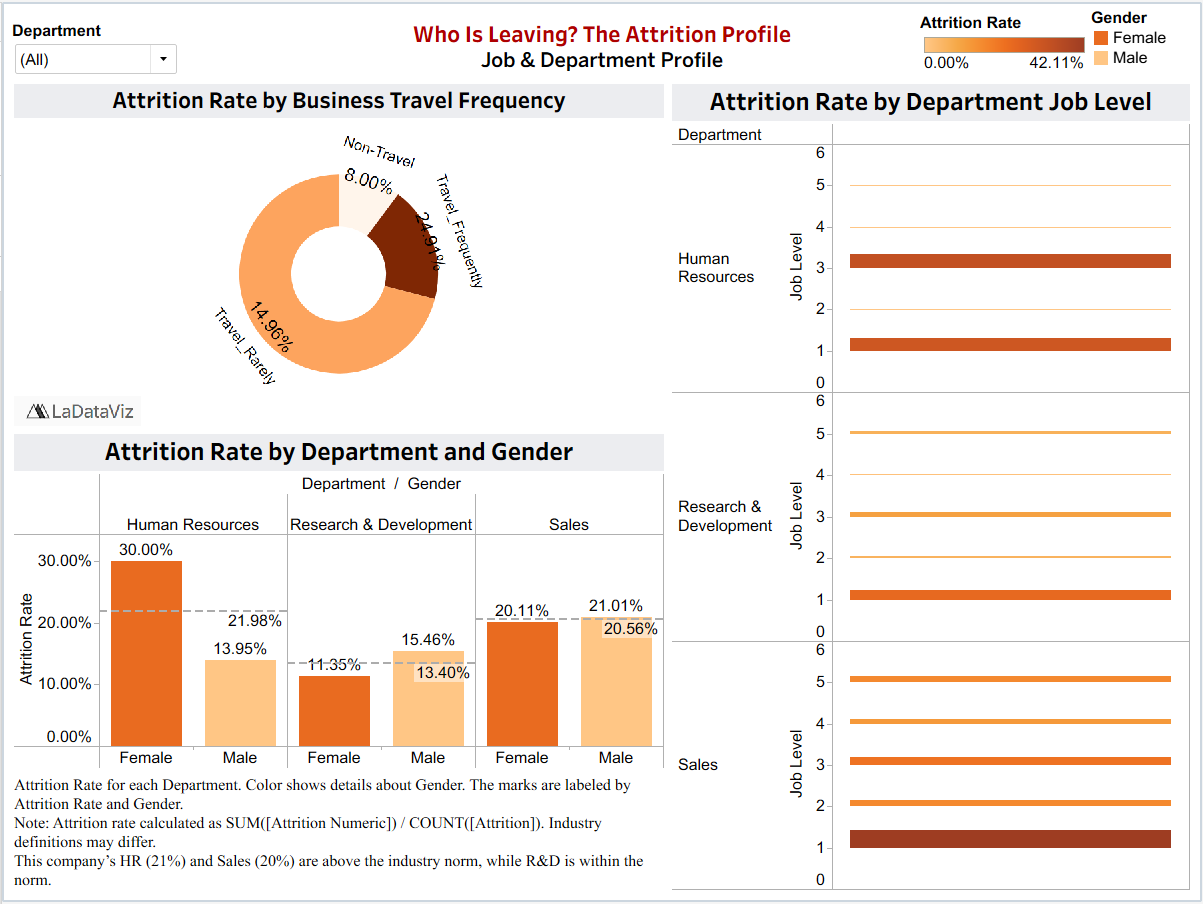 Department
(All)
Who Is Leaving? The Attrition Profile
Job & Department Profile
Attrition Rate
0.00% 42.11%
Gender
Female
Male
Attrition Rate by Business Travel Frequency
Non-Travel
8.00%
Travel_Frequently
24.91%
14.96%
Travel_Rarely
LaDataViz
Attrition Rate by Department and Gender
Department / Gender
Human Resources Research & Development Sales
Attrition Rate
30.00%
20.00%
10.00%
0.00%
30.00%
21.98%
13.95%
11.35%
15.46%
13.40%
20.11%
21.01%
20.56%
Female Male Female Male Female Male
Attrition Rate for each Department. Color shows details about Gender. The marks are labeled by
Attrition Rate and Gender.
Note: Attrition rate calculated as SUM([Attrition Numeric]) / COUNT([Attrition]). Industry
definitions may differ.
This company's HR (21%) and Sales (20%) are above the industry norm, while R&D is within the
norm.
Attrition Rate by Department Job Level
Department
Human
Resources
Job Level
6
5
4
3
2
1
0
Research &
Development
Job Level
6
5
4
3
2
1
0
Sales
Job Level
6
5
4
3
2
1
0